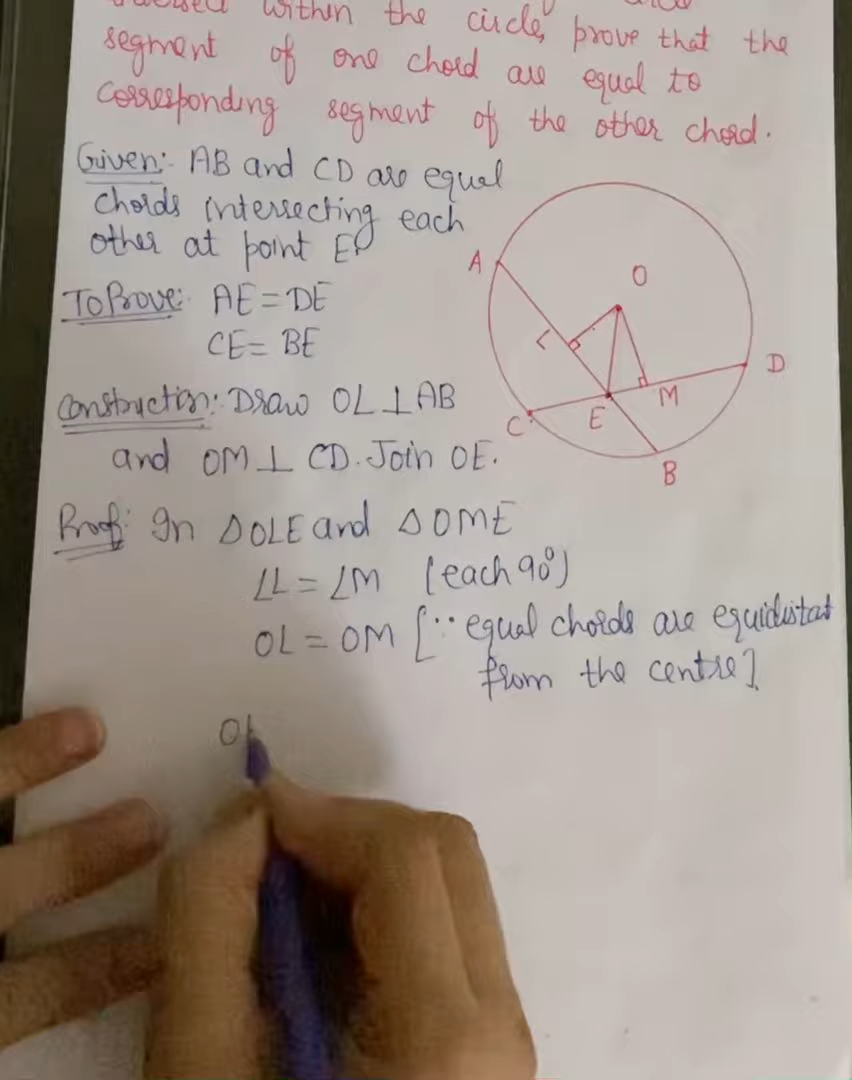 within the circle, prove that the
segment of one chord are equal to
corresponding segment of the other chord.
Given:- AB and CD are equal
chords intersecting each
other at point E.
To Prove: AE = DE
CE = BE
Construction:- Draw OL ⊥ AB
and OM ⊥ CD. Join OE.
Proof: In △OLE and △OME
∠L = ∠M (each 90°)
OL = OM [∵ equal chords are equidistat
from the centre]
A
O
L
D
M
E
C
B